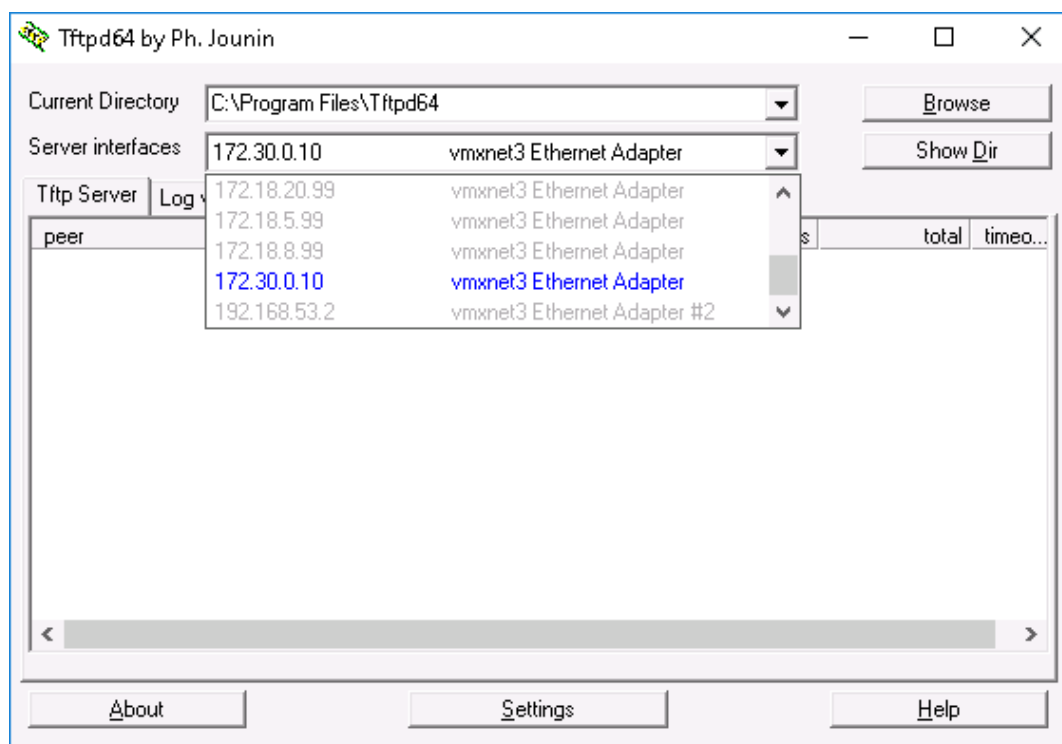 Tftpd64 by Ph. Jounin
Current Directory C:\Program Files\Tftpd64 Browse
Server interfaces 172.30.0.10 vmxnet3 Ethernet Adapter Show Dir
Tftp Server Log
172.18.20.99 vmxnet3 Ethernet Adapter
172.18.5.99 vmxnet3 Ethernet Adapter
peer total timeo...
172.18.8.99 vmxnet3 Ethernet Adapter
172.30.0.10 vmxnet3 Ethernet Adapter
192.168.53.2 vmxnet3 Ethernet Adapter #2
About Settings Help